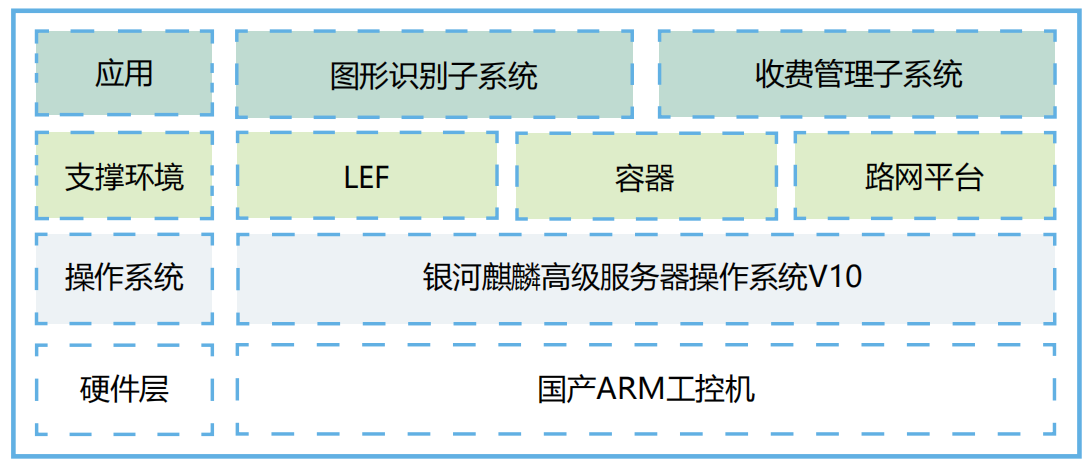 应用
图形识别子系统
收费管理子系统
支撑环境
LEF
容器
路网平台
操作系统
银河麒麟高级服务器操作系统V10
硬件层
国产ARM工控机